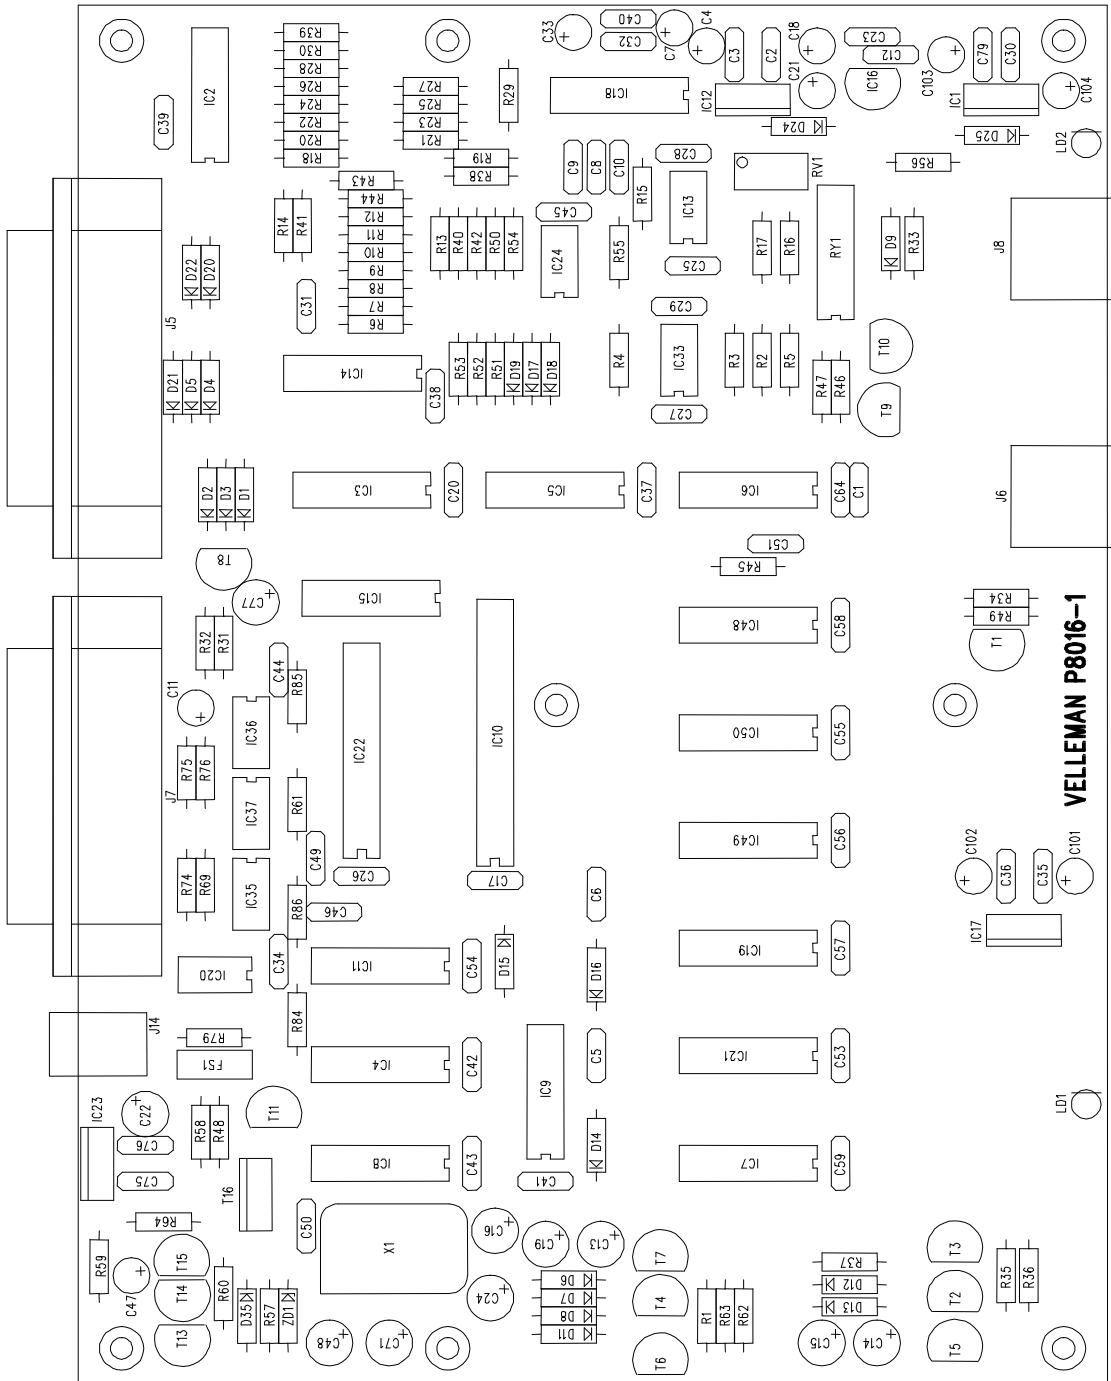 R39
R30
R28
R26
R24
R22
R20
R18
IC2
C39
R27
R25
R23
R21
R29
R19
R38
R43
R44
R12
R11
R10
R9
R8
R7
R6
R14
R41
C31
C33
C40
C32
C7
C4
C3
C2
C18
C21
C23
C12
IC16
C103
C79
C30
C104
IC18
IC12
IC1
D24
D25
LD2
C9
C8
C10
R15
C28
RV1
R56
IC13
C45
IC24
R55
C25
R13
R40
R42
R50
R54
R17
R16
RY1
D9
R33
J8
D22
D20
J5
C29
IC33
C27
R4
R3
R2
R5
T10
T9
R47
R46
D21
D5
D4
IC14
C38
R53
R52
R51
D19
D17
D18
D2
D3
D1
IC3
C20
IC5
C37
IC6
C64
C1
J6
T8
C77
C51
R45
IC15
IC48
C58
R34
R49
T1
R32
R31
C44
R85
C11
IC36
IC22
IC10
IC50
C55
VELLEMAN P8016-1
R75
R76
J7
IC37
R61
IC49
C56
C49
C26
C17
C6
C102
C36
C35
C101
IC17
R74
R69
IC35
R86
C46
IC20
C34
IC11
C54
D15
D16
IC19
C57
J14
R79
FS1
R84
IC4
C42
IC9
C5
IC21
C53
IC23
C22
C76
C75
R58
R48
T11
T16
IC8
C43
C41
D14
IC7
C59
LD1
R64
R59
C47
T15
T14
T13
R60
D35
R57
ZD1
C50
X1
C48
C71
C16
C24
C19
C13
D6
D7
D8
D11
T7
T4
T6
R1
R63
R62
R37
D12
D13
C15
C14
T3
T2
T5
R35
R36